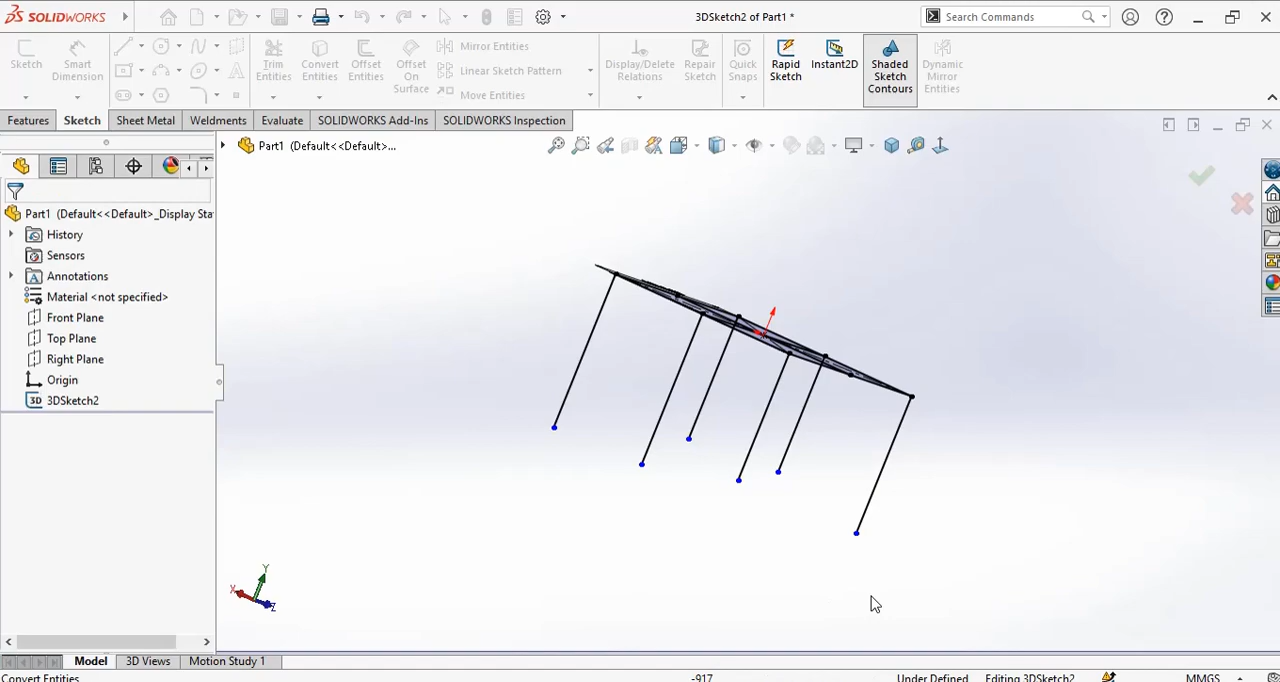 SOLIDWORKS
3DSketch2 of Part1 *
Search Commands
Sketch
Smart Dimension
Trim Entities
Convert Entities
Offset Entities
Offset On Surface
Mirror Entities
Linear Sketch Pattern
Move Entities
Display/Delete Relations
Repair Sketch
Quick Snaps
Rapid Sketch
Instant2D
Shaded Sketch Contours
Dynamic Mirror Entities
Features
Sketch
Sheet Metal
Weldments
Evaluate
SOLIDWORKS Add-Ins
SOLIDWORKS Inspection
Part1 (Default<<Default>...
Part1 (Default<<Default>_Display Sta
History
Sensors
Annotations
Material <not specified>
Front Plane
Top Plane
Right Plane
Origin
3D 3DSketch2
Y
X
Z
Model
3D Views
Motion Study 1
Convert Entities
-917
Under Defined
Editing 3DSketch2
MMGS